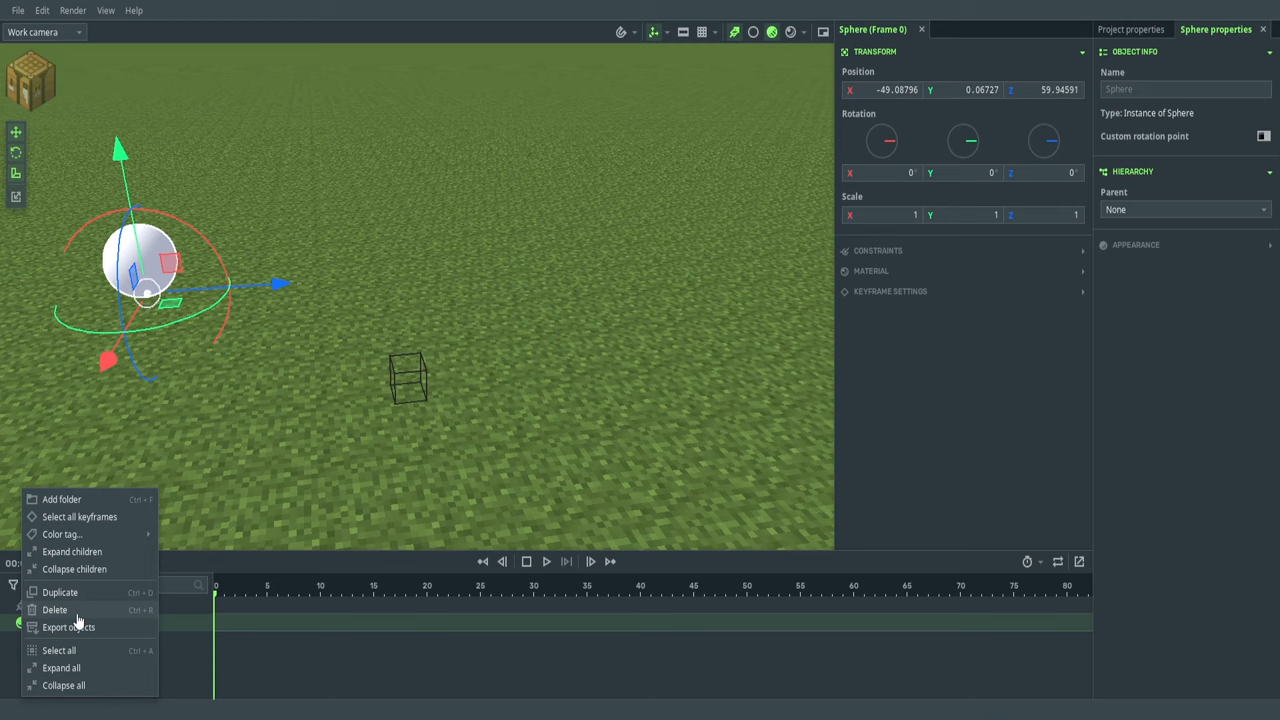 File Edit Render View Help
Work camera
Sphere (Frame 0)
TRANSFORM
Position
X -49.08796 Y 0.06727 Z 59.94591
Rotation
X 0° Y 0° Z 0°
Scale
X 1 Y 1 Z 1
CONSTRAINTS
MATERIAL
KEYFRAME SETTINGS
Project properties Sphere properties
OBJECT INFO
Name
Sphere
Type: Instance of Sphere
Custom rotation point
HIERARCHY
Parent
None
APPEARANCE
Add folder Ctrl + F
Select all keyframes
Color tag...
Expand children
Collapse children
Duplicate Ctrl + D
Delete Ctrl + R
Export objects
Select all Ctrl + A
Expand all
Collapse all
0 5 10 15 20 25 30 35 40 45 50 55 60 65 70 75 80